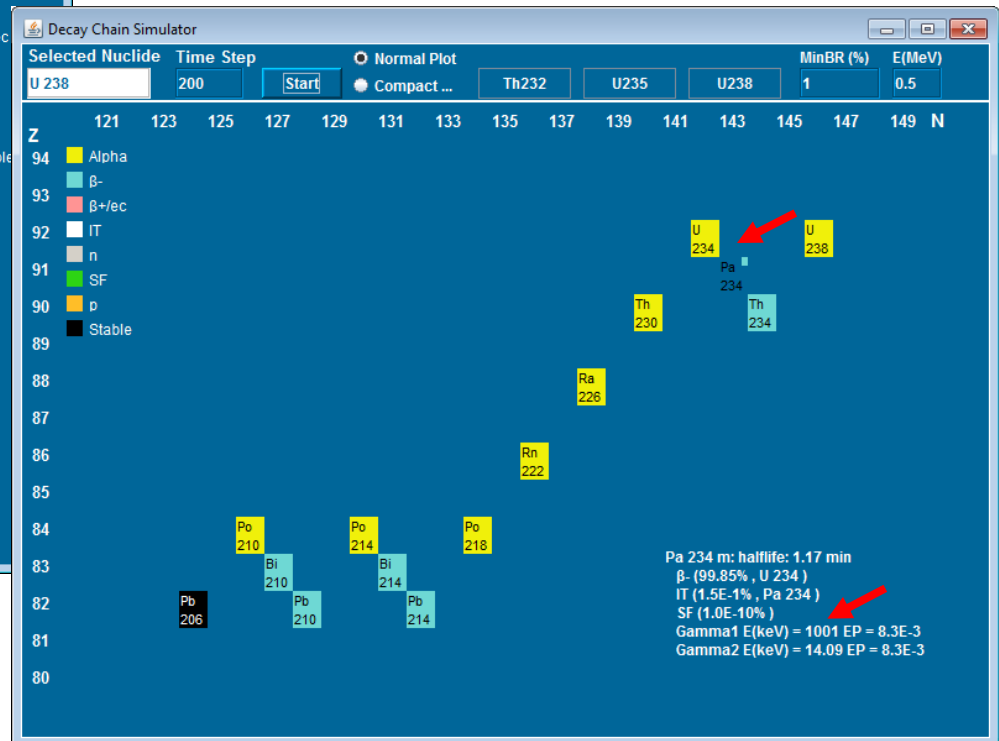 c
ple
Decay Chain Simulator
Selected Nuclide Time Step Normal Plot MinBR (%) E(MeV)
U 238 200 Start Compact ... Th232 U235 U238 1 0.5
121 123 125 127 129 131 133 135 137 139 141 143 145 147 149 N
Z
94 Alpha
β-
93
β+/ec
92 IT
U
234
U
238
n
91
Pa
234
SF
90 p
Th
230
Th
234
Stable
89
88
Ra
226
87
86
Rn
222
85
84
Po
210
Po
214
Po
218
83
Bi
210
Bi
214
82
Pb
206
Pb
210
Pb
214
81
80
Pa 234 m: halflife: 1.17 min
β- (99.85% , U 234 )
IT (1.5E-1% , Pa 234 )
SF (1.0E-10% )
Gamma1 E(keV) = 1001 EP = 8.3E-3
Gamma2 E(keV) = 14.09 EP = 8.3E-3